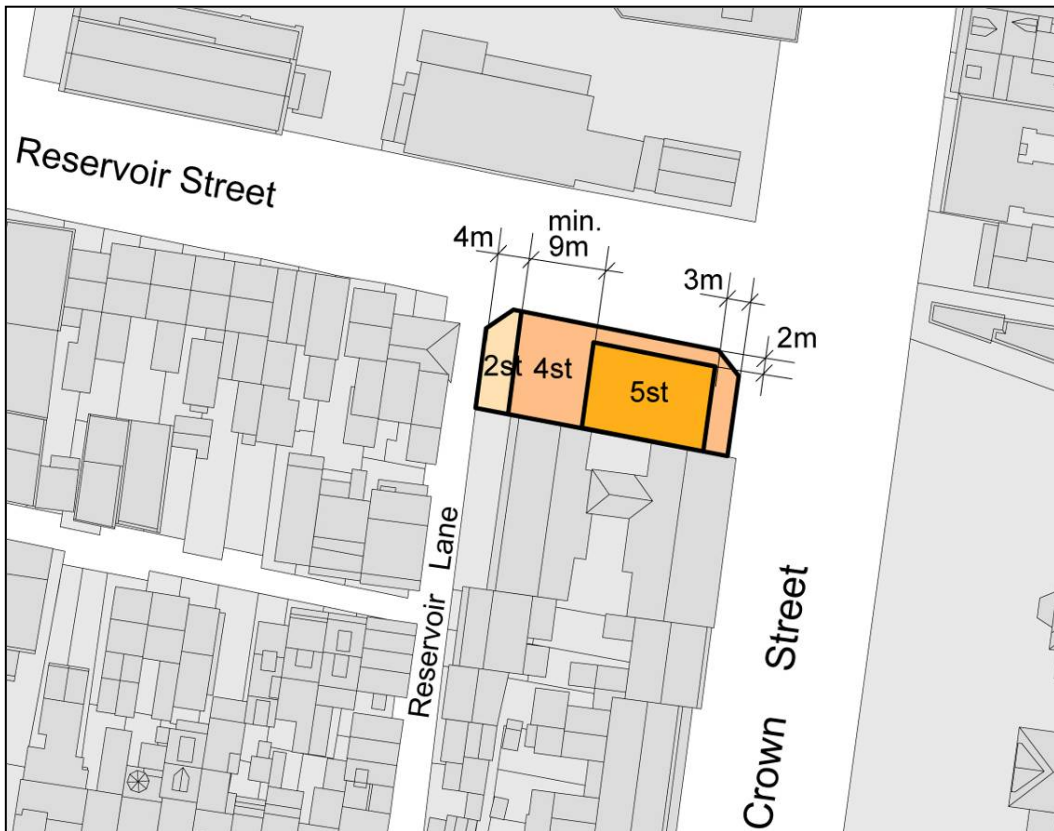 Reservoir Street
min.
4m
9m
3m
2m
2st
4st
5st
Reservoir Lane
Crown Street